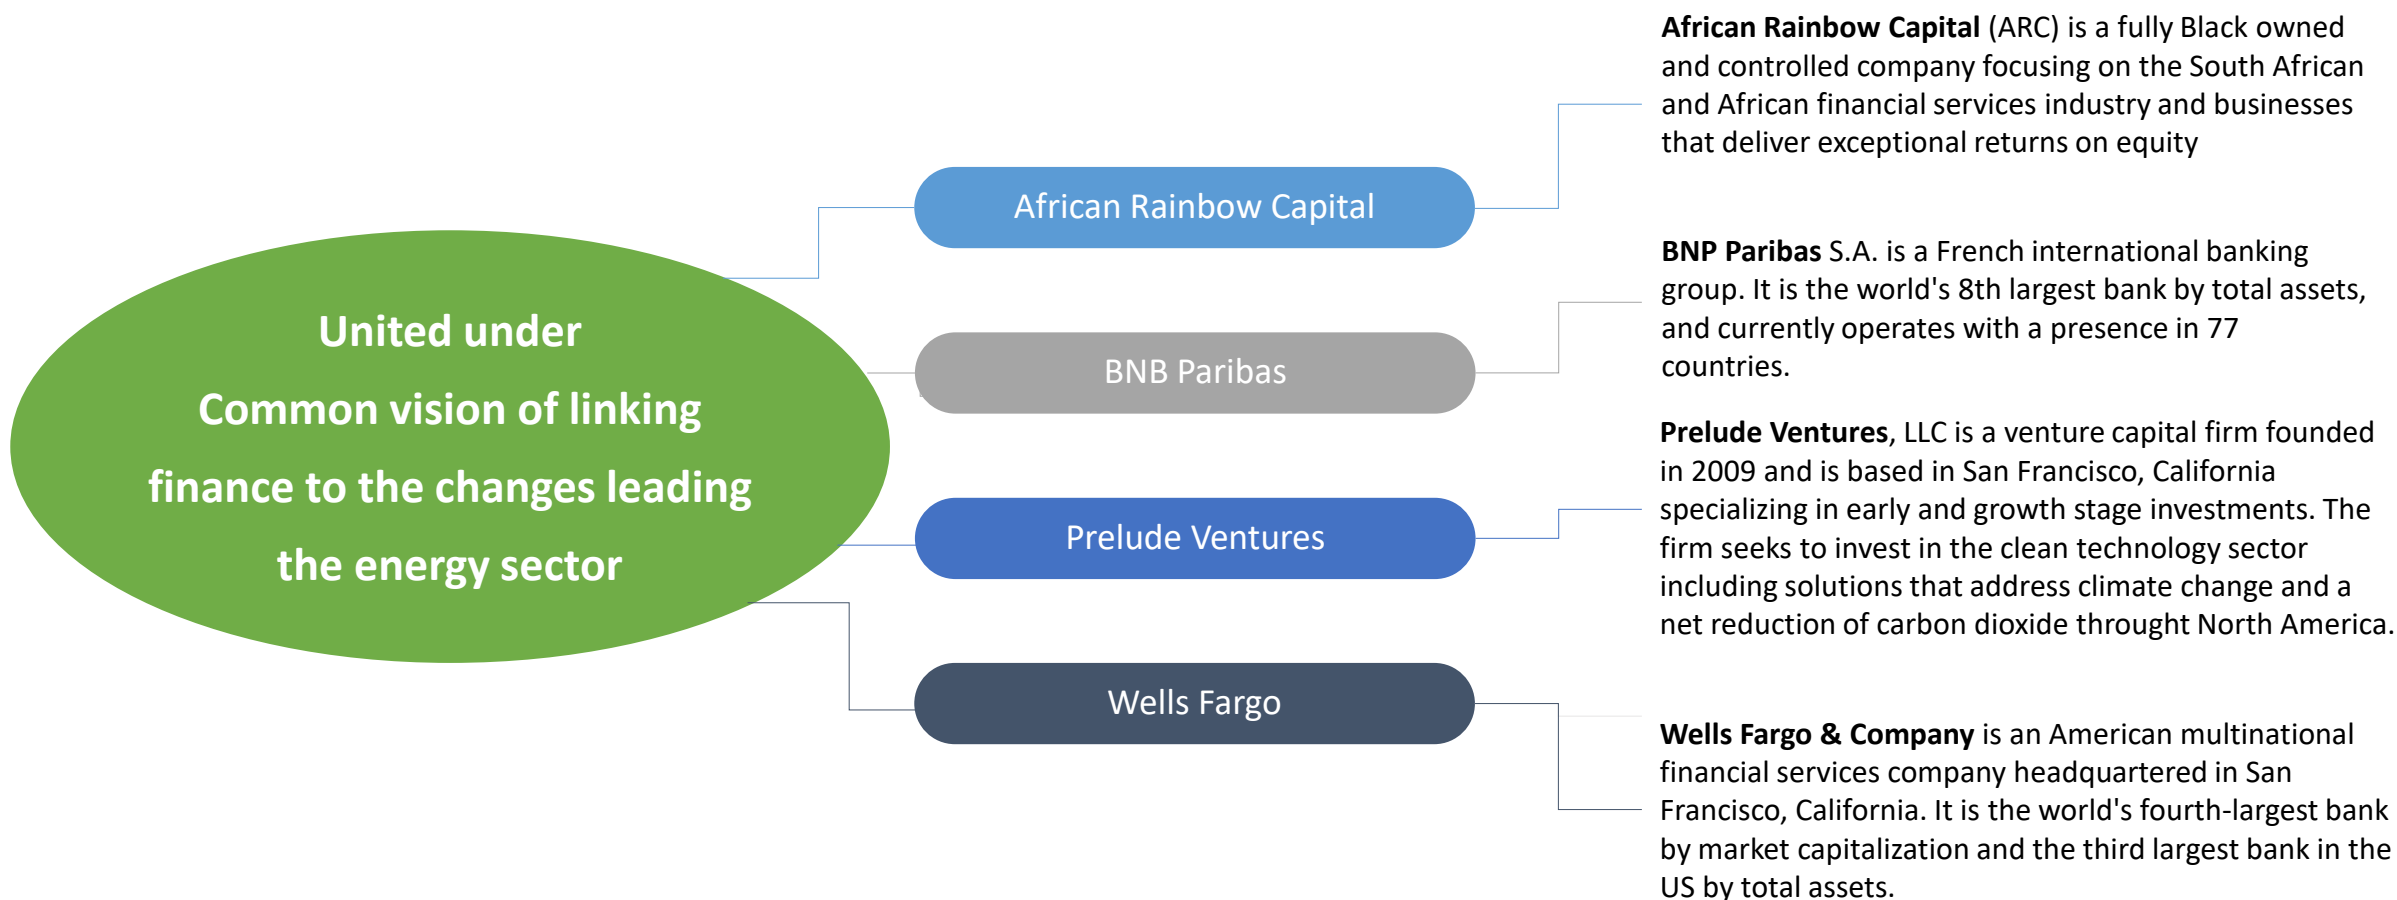 United under
Common vision of linking
finance to the changes leading
the energy sector
African Rainbow Capital
BNB Paribas
Prelude Ventures
Wells Fargo
African Rainbow Capital (ARC) is a fully Black owned
and controlled company focusing on the South African
and African financial services industry and businesses
that deliver exceptional returns on equity
BNP Paribas S.A. is a French international banking
group. It is the world's 8th largest bank by total assets,
and currently operates with a presence in 77
countries.
Prelude Ventures, LLC is a venture capital firm founded
in 2009 and is based in San Francisco, California
specializing in early and growth stage investments. The
firm seeks to invest in the clean technology sector
including solutions that address climate change and a
net reduction of carbon dioxide throught North America.
Wells Fargo & Company is an American multinational
financial services company headquartered in San
Francisco, California. It is the world's fourth-largest bank
by market capitalization and the third largest bank in the
US by total assets.